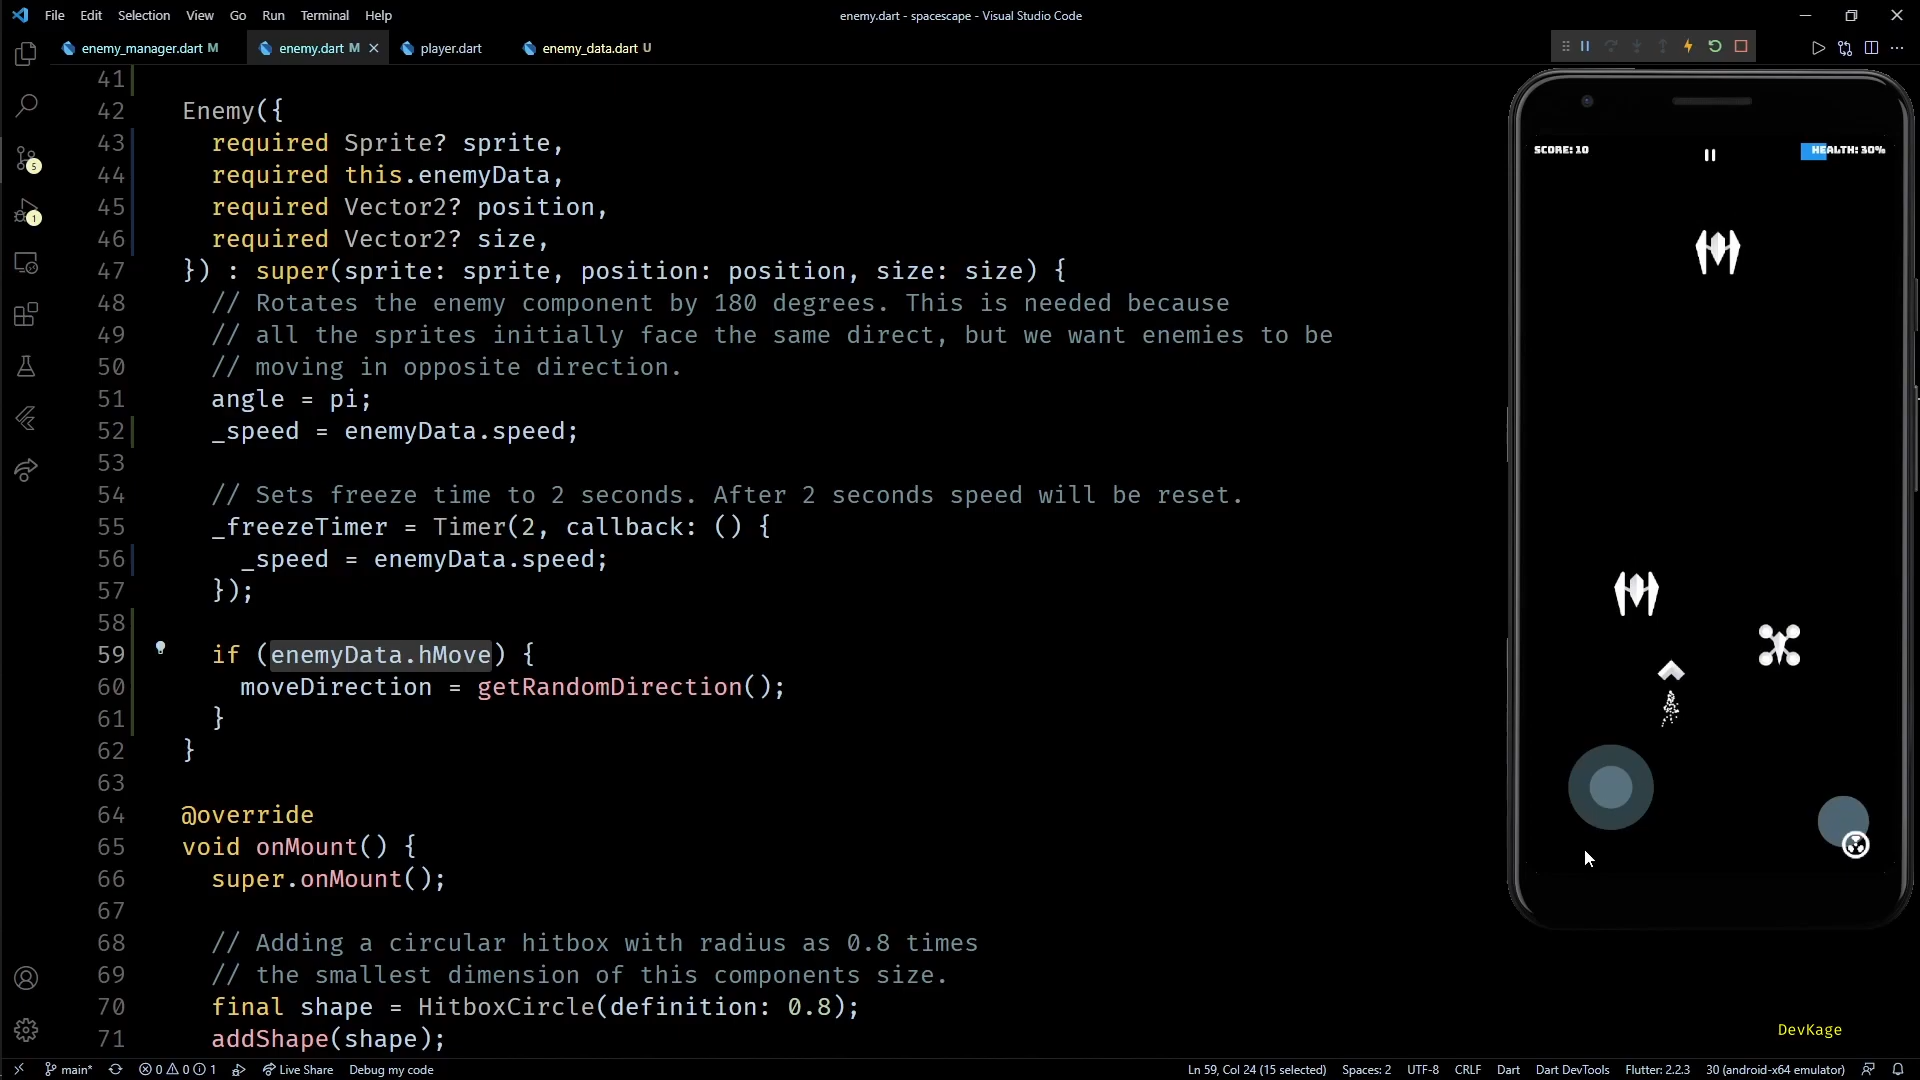 File Edit Selection View Go Run Terminal Help
enemy.dart - spacescape - Visual Studio Code
enemy_manager.dart M
enemy.dart M
player.dart
enemy_data.dart U
41
42 Enemy({
43 required Sprite? sprite,
44 required this.enemyData,
45 required Vector2? position,
46 required Vector2? size,
47 }) : super(sprite: sprite, position: position, size: size) {
48 // Rotates the enemy component by 180 degrees. This is needed because
49 // all the sprites initially face the same direct, but we want enemies to be
50 // moving in opposite direction.
51 angle = pi;
52 _speed = enemyData.speed;
53
54 // Sets freeze time to 2 seconds. After 2 seconds speed will be reset.
55 _freezeTimer = Timer(2, callback: () {
56 _speed = enemyData.speed;
57 });
58
59 if (enemyData.hMove) {
60 moveDirection = getRandomDirection();
61 }
62 }
63
64 @override
65 void onMount() {
66 super.onMount();
67
68 // Adding a circular hitbox with radius as 0.8 times
69 // the smallest dimension of this components size.
70 final shape = HitboxCircle(definition: 0.8);
71 addShape(shape);
5
1
SCORE: 10
HEALTH: 30%
DevKage
main* 0 0 1 Live Share Debug my code
Ln 59, Col 24 (15 selected) Spaces: 2 UTF-8 CRLF Dart Dart DevTools Flutter: 2.2.3 30 (android-x64 emulator)